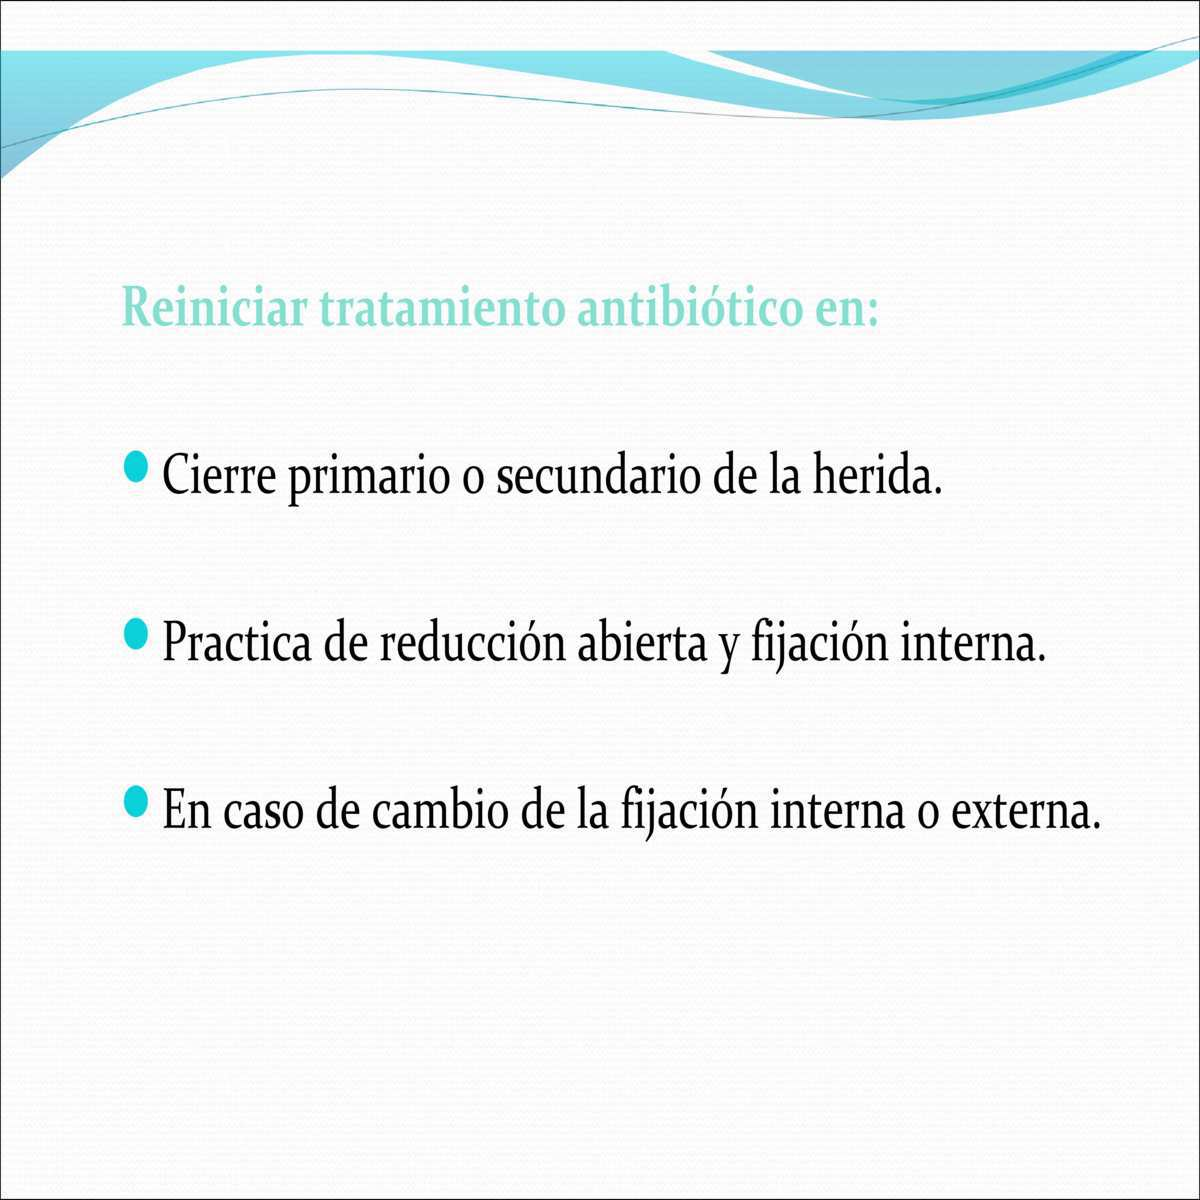 Reiniciar tratamiento antibiótico en:
Cierre primario o secundario de la herida.
Practica de reducción abierta y fijación interna.
En caso de cambio de la fijación interna o externa.